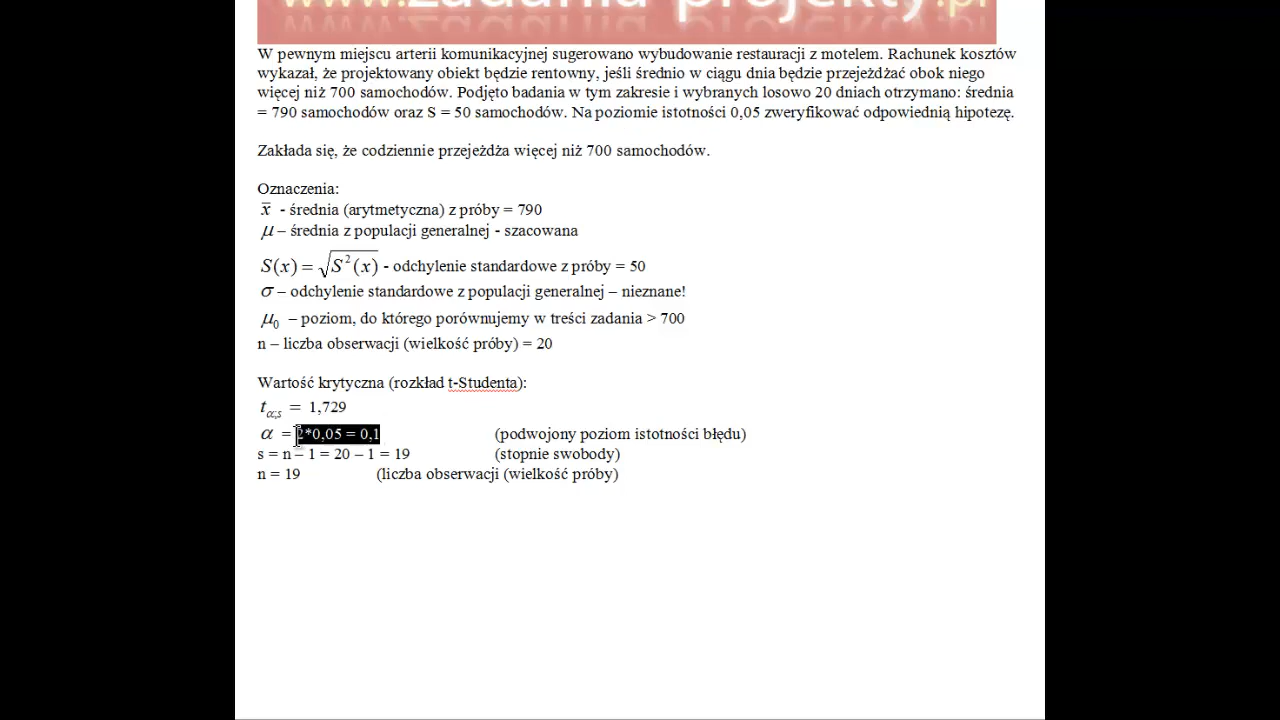 www.zadania-projekty.pl
W pewnym miejscu arterii komunikacyjnej sugerowano wybudowanie restauracji z motelem. Rachunek kosztów
wykazał, że projektowany obiekt będzie rentowny, jeśli średnio w ciągu dnia będzie przejeżdżać obok niego
więcej niż 700 samochodów. Podjęto badania w tym zakresie i wybranych losowo 20 dniach otrzymano: średnia
= 790 samochodów oraz S = 50 samochodów. Na poziomie istotności 0,05 zweryfikować odpowiednią hipotezę.
Zakłada się, że codziennie przejeżdża więcej niż 700 samochodów.
Oznaczenia:
x̅ - średnia (arytmetyczna) z próby = 790
μ – średnia z populacji generalnej - szacowana
S(x) = √S²(x) - odchylenie standardowe z próby = 50
σ – odchylenie standardowe z populacji generalnej – nieznane!
μ₀ – poziom, do którego porównujemy w treści zadania > 700
n – liczba obserwacji (wielkość próby) = 20
Wartość krytyczna (rozkład t-Studenta):
t α;s = 1,729
α = 2*0,05 = 0,1 (podwojony poziom istotności błędu)
s = n – 1 = 20 – 1 = 19 (stopnie swobody)
n = 19 (liczba obserwacji (wielkość próby)